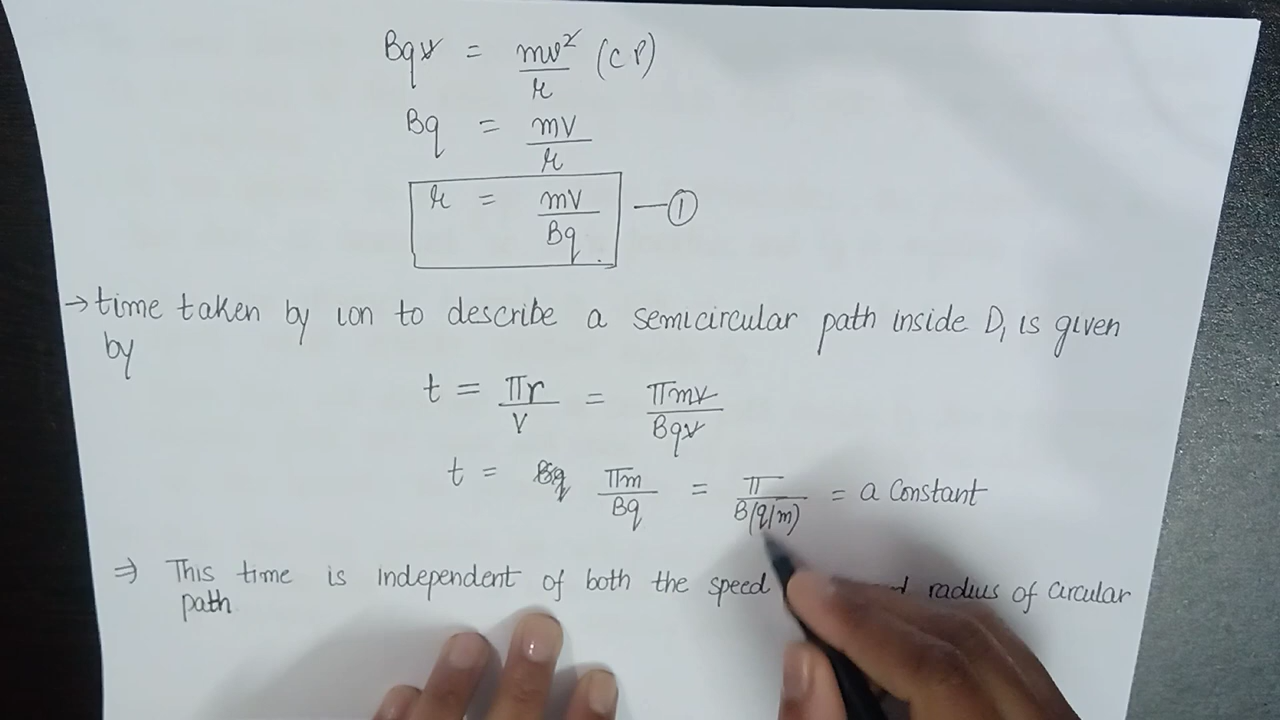 Bqv = mv²/r (CP)
Bq = mv/r
r = mv/Bq —①
→ time taken by ion to describe a semicircular path inside D₁ is given
by
t = πr/v = πmv/Bqv
t = Bq πm/Bq = π/B(q/m) = a constant
⇒ This time is independent of both the speed radius of circular
path